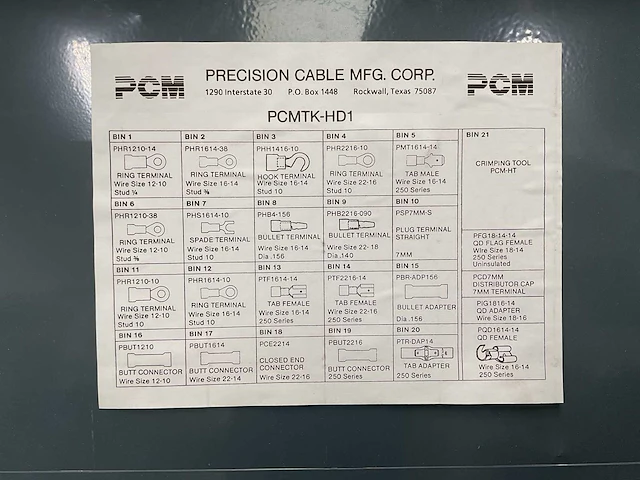 PCM
PRECISION CABLE MFG. CORP.
1290 Interstate 30 P.O. Box 1448 Rockwall, Texas 75087
PCM
PCMTK-HD1
BIN 1
PHR1210-14
RING TERMINAL
Wire Size 12-10
Stud ¼
BIN 2
PHR1614-38
RING TERMINAL
Wire Size 16-14
Stud ⅜
BIN 3
PHH1416-10
HOOK TERMINAL
Wire Size 16-14
Stud 10
BIN 4
PHR2216-10
RING TERMINAL
Wire Size 22-16
Stud 10
BIN 5
PMT1614-14
TAB MALE
Wire Size 16-14
250 Series
BIN 6
PHR1210-38
RING TERMINAL
Wire Size 12-10
Stud ⅜
BIN 7
PHS1614-10
SPADE TERMINAL
Wire Size 16-14
Stud 10
BIN 8
PHB4-156
BULLET TERMINAL
Wire Size 16-14
Dia .156
BIN 9
PHB2216-090
BULLET TERMINAL
Wire Size 22-18
Dia .140
BIN 10
PSP7MM-S
PLUG TERMINAL
STRAIGHT
7MM
BIN 11
PHR1210-10
RING TERMINAL
Wire Size 12-10
Stud 10
BIN 12
PHR1614-10
RING TERMINAL
Wire Size 16-14
Stud 10
BIN 13
PTF1614-14
TAB FEMALE
Wire Size 16-14
250 Series
BIN 14
PTF2216-14
TAB FEMALE
Wire Size 22-16
250 Series
BIN 15
PBR-ADP156
BULLET ADAPTER
Dia .156
BIN 16
PBUT1210
BUTT CONNECTOR
Wire Size 12-10
BIN 17
PBUT1614
BUTT CONNECTOR
Wire Size 22-14
BIN 18
PCE2214
CLOSED END
CONNECTOR
Wire Size 22-16
BIN 19
PBUT2216
BUTT CONNECTOR
250 Series
BIN 20
PTR-DAP14
TAB ADAPTER
250 Series
BIN 21
CRIMPING TOOL
PCM-HT
PFG18-14-14
QD FLAG FEMALE
Wire Size 18-14
250 Series
Uninsulated
PCD7MM
DISTRIBUTOR CAP
7MM TERMINAL
PIG1816-14
QD ADAPTER
Wire Size 18-16
PQD1614-14
QD FEMALE
Wire Size 16-14
250 Series